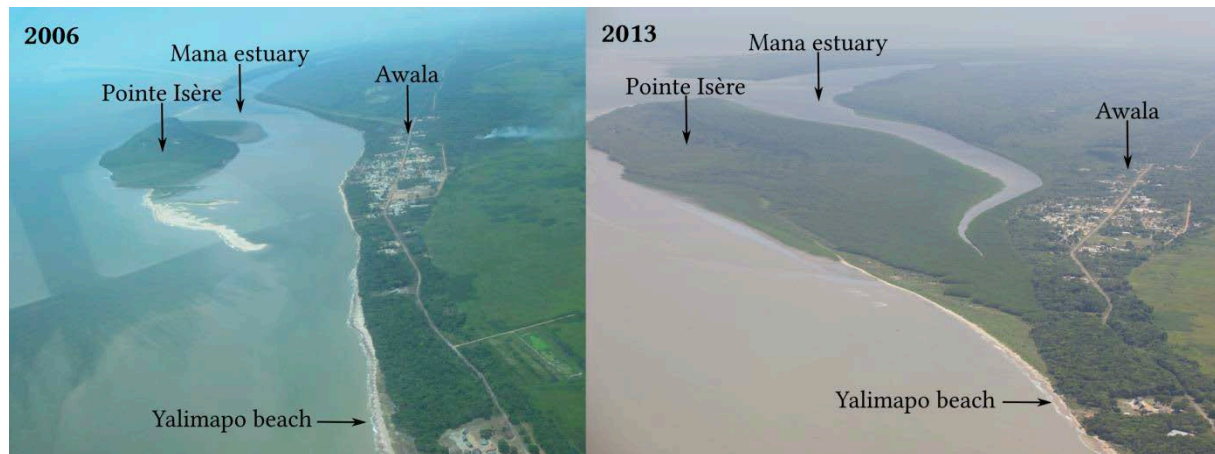 2006
Mana estuary
Pointe Isère
Awala
Yalimapo beach
2013
Mana estuary
Pointe Isère
Awala
Yalimapo beach